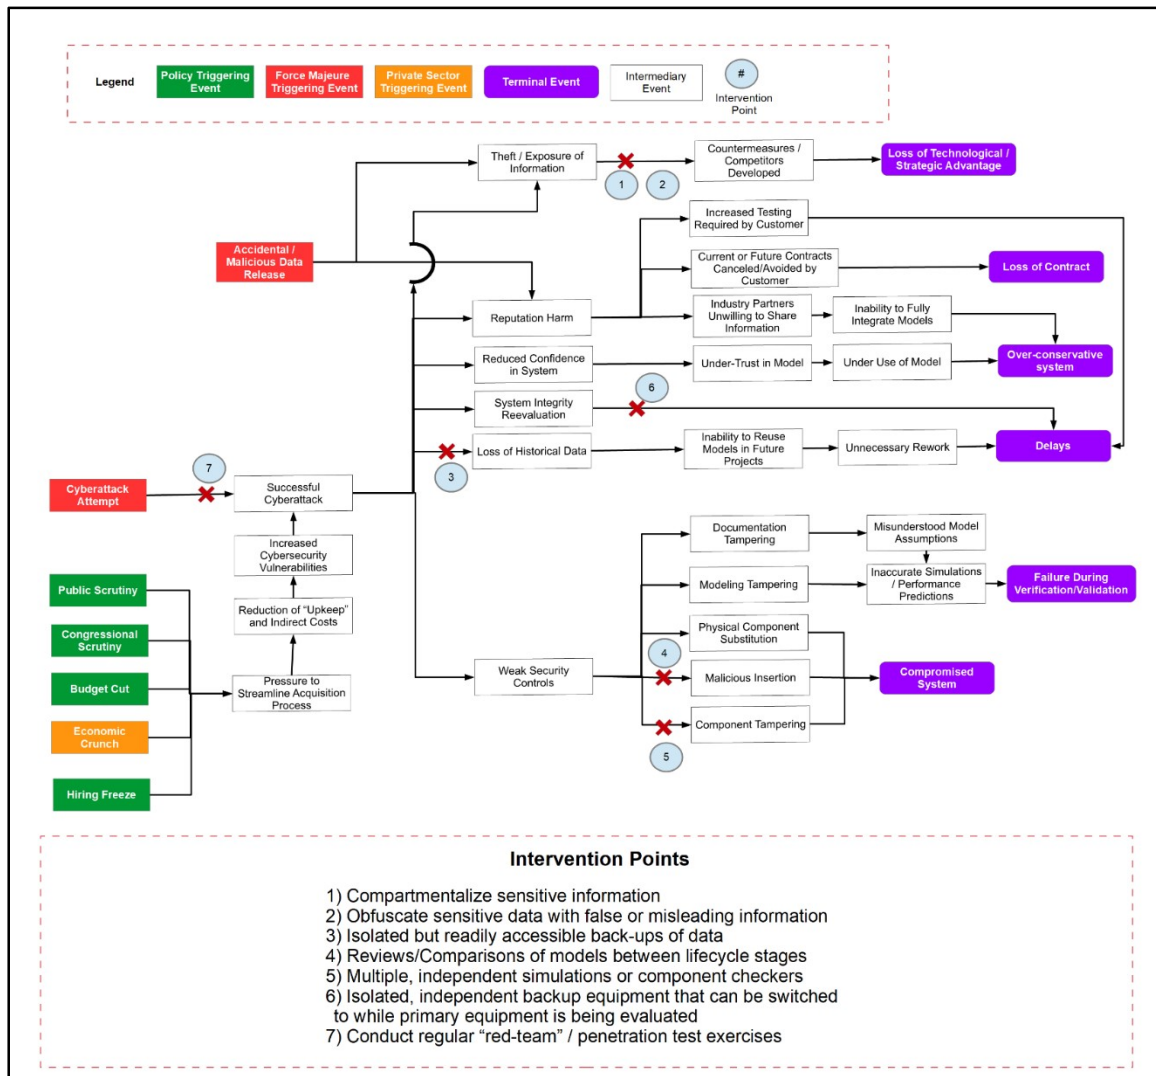 Legend
Policy Triggering
Event
Force Majeure
Triggering Event
Private Sector
Triggering Event
Terminal Event
Intermediary
Event
#
Intervention
Point
Theft / Exposure of
Information
1
2
Countermeasures /
Competitors
Developed
Loss of Technological /
Strategic Advantage
Increased Testing
Required by Customer
Accidental /
Malicious Data
Release
Current or Future Contracts
Canceled/Avoided by
Customer
Loss of Contract
Reputation Harm
Industry Partners
Unwilling to Share
Information
Inability to Fully
Integrate Models
Reduced Confidence
in System
Under-Trust in Model
Under Use of Model
Over-conservative
system
6
System Integrity
Reevaluation
Loss of Historical Data
3
Inability to Reuse
Models in Future
Projects
Unnecessary Rework
Delays
7
Cyberattack
Attempt
Successful
Cyberattack
Increased
Cybersecurity
Vulnerabilities
Documentation
Tampering
Misunderstood Model
Assumptions
Public Scrutiny
Reduction of “Upkeep”
and Indirect Costs
Modeling Tampering
Inaccurate Simulations
/ Performance
Predictions
Failure During
Verification/Validation
Congressional
Scrutiny
Physical Component
Substitution
4
Budget Cut
Pressure to
Streamline Acquisition
Process
Weak Security
Controls
Malicious Insertion
Compromised
System
Economic
Crunch
Component Tampering
5
Hiring Freeze
Intervention Points
1) Compartmentalize sensitive information
2) Obfuscate sensitive data with false or misleading information
3) Isolated but readily accessible back-ups of data
4) Reviews/Comparisons of models between lifecycle stages
5) Multiple, independent simulations or component checkers
6) Isolated, independent backup equipment that can be switched
to while primary equipment is being evaluated
7) Conduct regular “red-team” / penetration test exercises